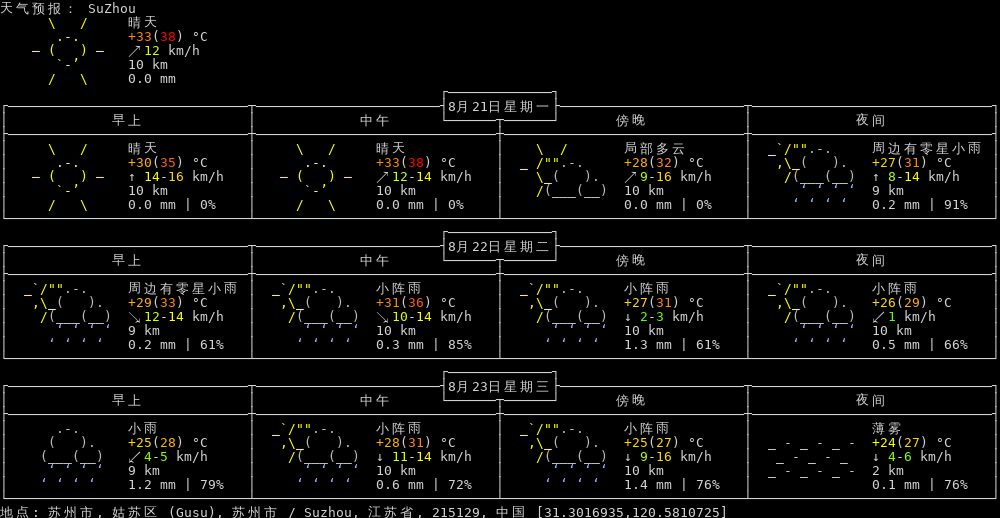 天气预报: SuZhou
晴天
+33(38) °C
↗12 km/h
10 km
0.0 mm
8月21日星期一
早上 中午 傍晚 夜间
晴天 晴天 局部多云 周边有零星小雨
+30(35) °C +33(38) °C +28(32) °C +27(31) °C
↑ 14-16 km/h ↗12-14 km/h ↗9-16 km/h ↑ 8-14 km/h
10 km 10 km 10 km 9 km
0.0 mm | 0% 0.0 mm | 0% 0.0 mm | 0% 0.2 mm | 91%
8月22日星期二
早上 中午 傍晚 夜间
周边有零星小雨 小阵雨 小阵雨 小阵雨
+29(33) °C +31(36) °C +27(31) °C +26(29) °C
↘12-14 km/h ↘10-14 km/h ↓ 2-3 km/h ↙1 km/h
9 km 10 km 10 km 10 km
0.2 mm | 61% 0.3 mm | 85% 1.3 mm | 61% 0.5 mm | 66%
8月23日星期三
早上 中午 傍晚 夜间
小雨 小阵雨 小阵雨 薄雾
+25(28) °C +28(31) °C +25(27) °C +24(27) °C
↙4-5 km/h ↓ 11-14 km/h ↓ 9-16 km/h ↓ 4-6 km/h
9 km 10 km 10 km 2 km
1.2 mm | 79% 0.6 mm | 72% 1.4 mm | 76% 0.1 mm | 76%
地点: 苏州市, 姑苏区 (Gusu), 苏州市 / Suzhou, 江苏省, 215129, 中国 [31.3016935,120.5810725]